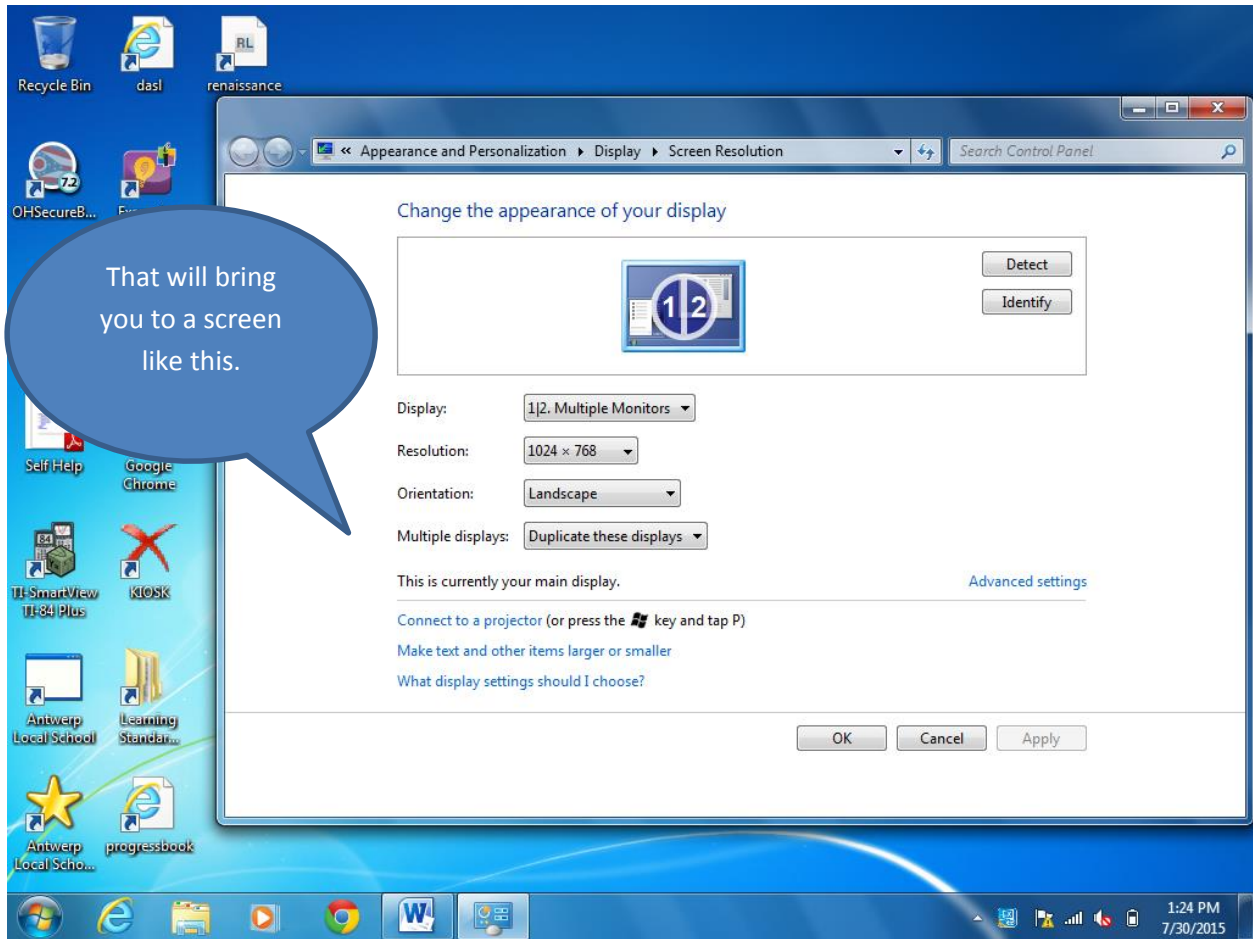 Recycle Bin
dasl
RL
renaissance
« Appearance and Personalization ▸ Display ▸ Screen Resolution
Search Control Panel
7.2
OHSecureB...
Change the appearance of your display
1|2
Detect
Identify
That will bring
you to a screen
like this.
Display:
1|2. Multiple Monitors
Resolution:
1024 × 768
Orientation:
Landscape
Multiple displays:
Duplicate these displays
This is currently your main display.
Advanced settings
Connect to a projector (or press the key and tap P)
Make text and other items larger or smaller
What display settings should I choose?
OK
Cancel
Apply
Self Help
Google
Chrome
84
TI-SmartView
TI-84 Plus
KIOSK
Antwerp
Local School
Learning
Standar...
Antwerp
Local Scho...
progressbook
W
1:24 PM
7/30/2015